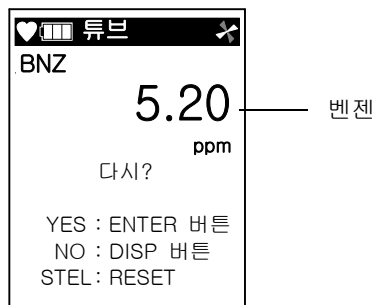 튜브
BNZ
5.20
벤젠
ppm
다시?
YES : ENTER 버튼
NO : DISP 버튼
STEL : RESET